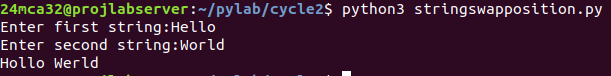 24mca32@projlabserver:~/pylab/cycle2$ python3 stringswapposition.py
Enter first string:Hello
Enter second string:World
Hollo Werld